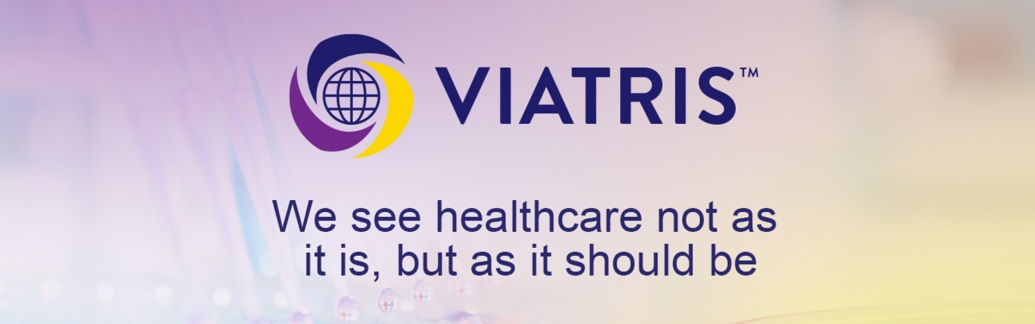 VIATRIS™
We see healthcare not as
it is, but as it should be